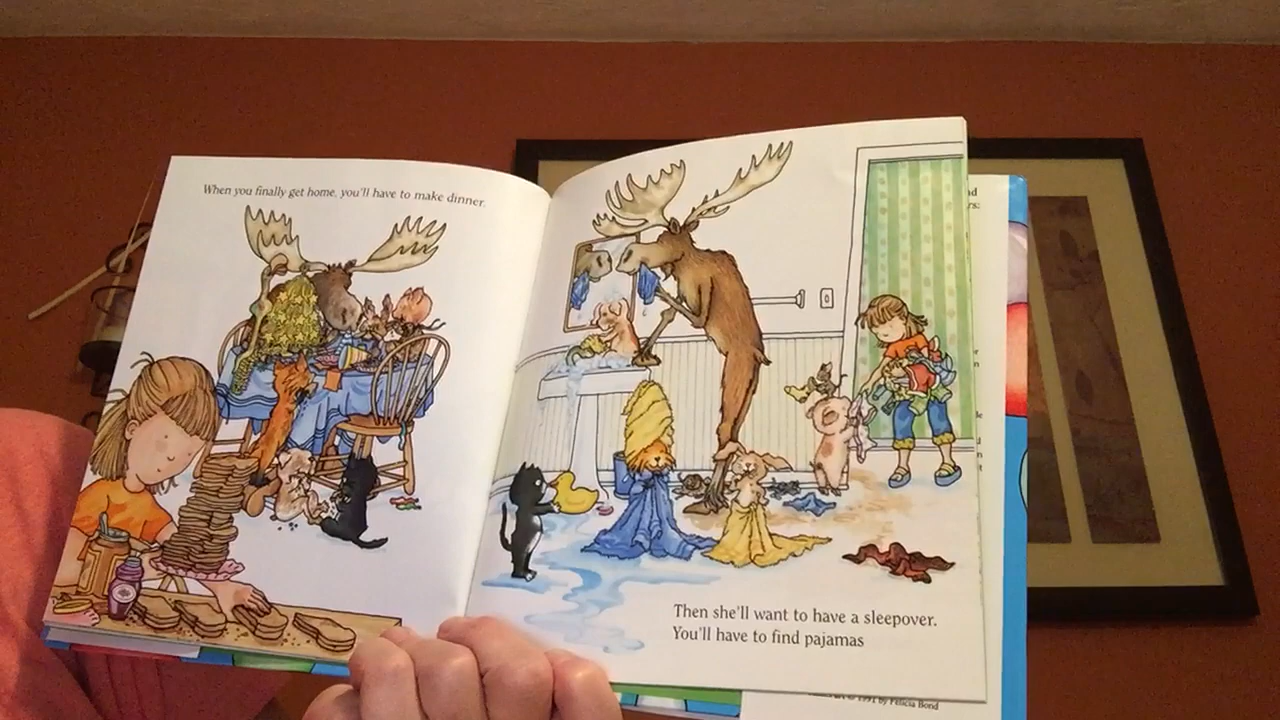 When you finally get home, you'll have to make dinner.
Then she'll want to have a sleepover.
You'll have to find pajamas
1991 by Felicia Bond